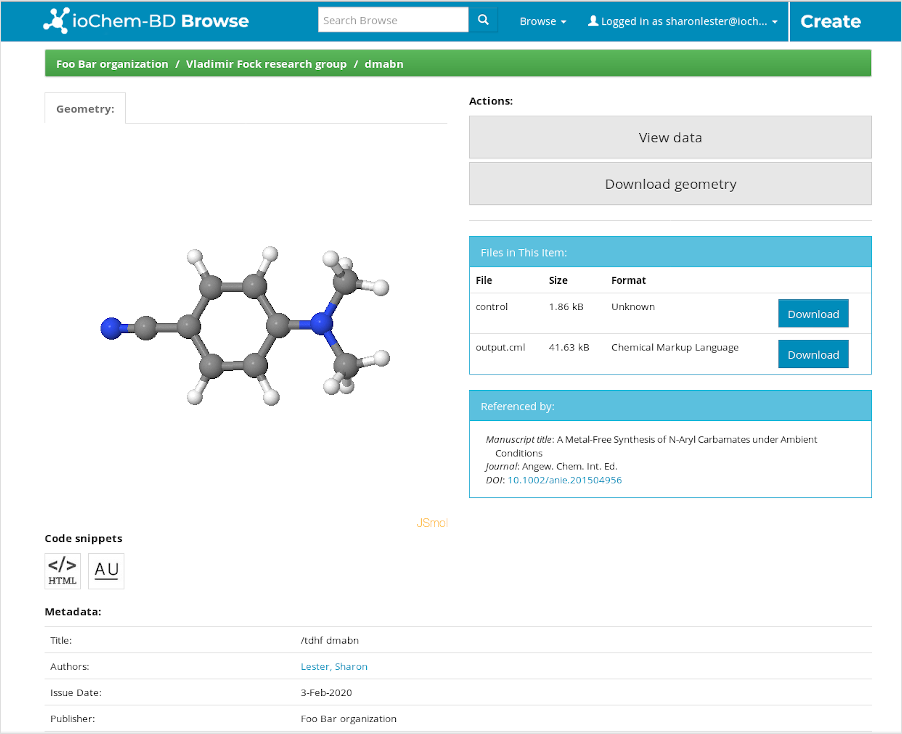 ioChem-BD Browse
Search Browse
Browse
Logged in as sharonlester@ioch...
Create
Foo Bar organization / Vladimir Fock research group / dmabn
Geometry:
JSmol
Actions:
View data
Download geometry
Files in This Item:
File Size Format
control 1.86 kB Unknown Download
output.cml 41.63 kB Chemical Markup Language Download
Referenced by:
Manuscript title: A Metal-Free Synthesis of N-Aryl Carbamates under Ambient
Conditions
Journal: Angew. Chem. Int. Ed.
DOI: 10.1002/anie.201504956
Code snippets
</>
HTML
AU
Metadata:
Title: /tdhf dmabn
Authors: Lester, Sharon
Issue Date: 3-Feb-2020
Publisher: Foo Bar organization